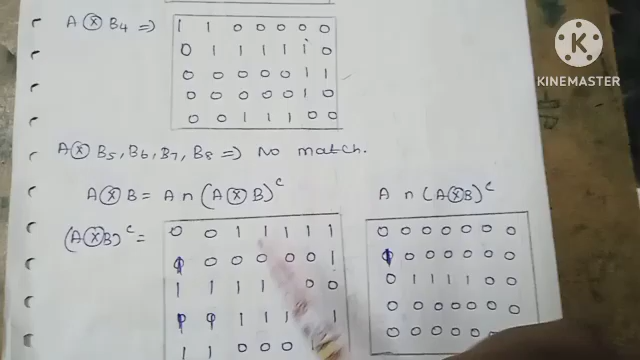 A ⊛ B4 ⇒
1 1 0 0 0 0 0
0 1 1 1 1 1 0
0 0 0 0 0 1 1
0 0 0 0 0 1 0
0 0 1 1 1 0 0
KINEMASTER
A ⊛ B5, B6, B7, B8 ⇒ No match.
A ⊛ B = A ∩ (A ⊛ B)^c
A ∩ (A ⊛ B)^c
(A ⊛ B)^c =
0 0 1 1 1 1 1
0 0 0 0 0 1
1 1 1 1 0 0
1 1 1 1
1 1 0 0 0
0 0 0 0 0 0 0
0 0 0 0 0 0
0 1 1 1 1 0 0
0 0 0 0 0 0 0
0 0 0 0 0